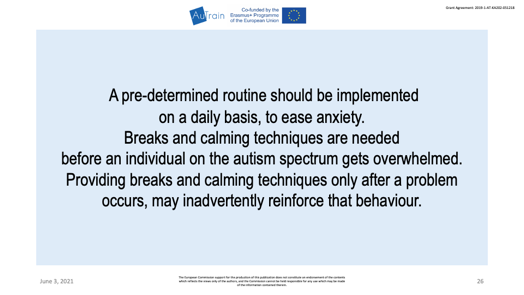 AuTrain
Co-funded by the
Erasmus+ Programme
of the European Union
Grant Agreement: 2019-1-AT-KA202-051218
A pre-determined routine should be implemented
on a daily basis, to ease anxiety.
Breaks and calming techniques are needed
before an individual on the autism spectrum gets overwhelmed.
Providing breaks and calming techniques only after a problem
occurs, may inadvertently reinforce that behaviour.
June 3, 2021
The European Commission support for the production of this publication does not constitute an endorsement of the contents
which reflects the views only of the authors, and the Commission cannot be held responsible for any use which may be made
of the information contained therein.
26